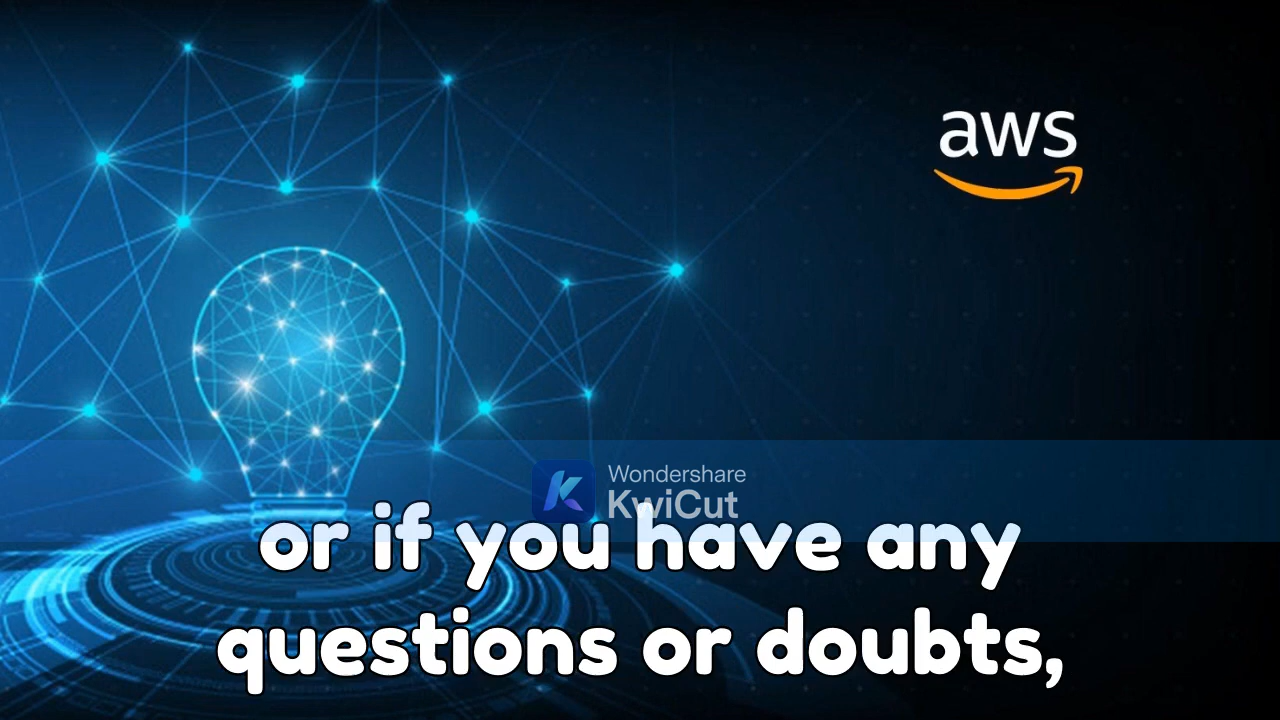 aws
Wondershare
KwiCut
or if you have any
questions or doubts,